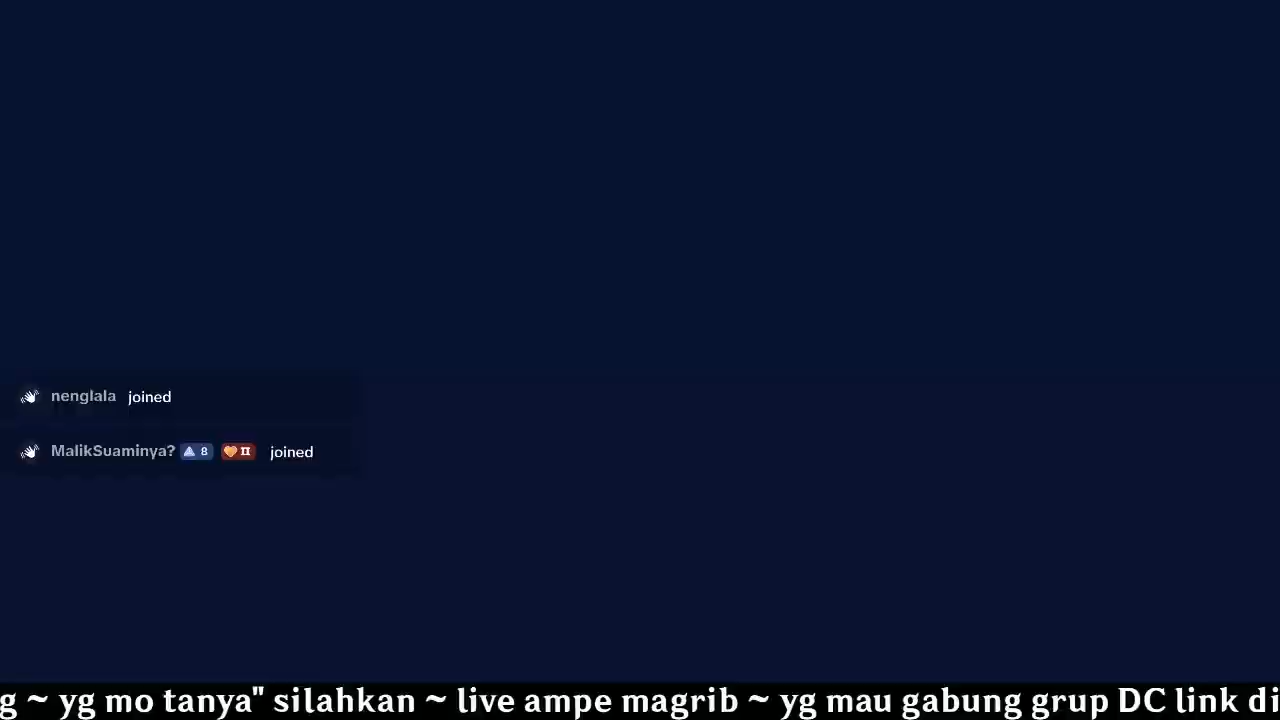 nenglala joined
MalikSuaminya? 8 II joined
g ~ yg mo tanya" silahkan ~ live ampe magrib ~ yg mau gabung grup DC link di